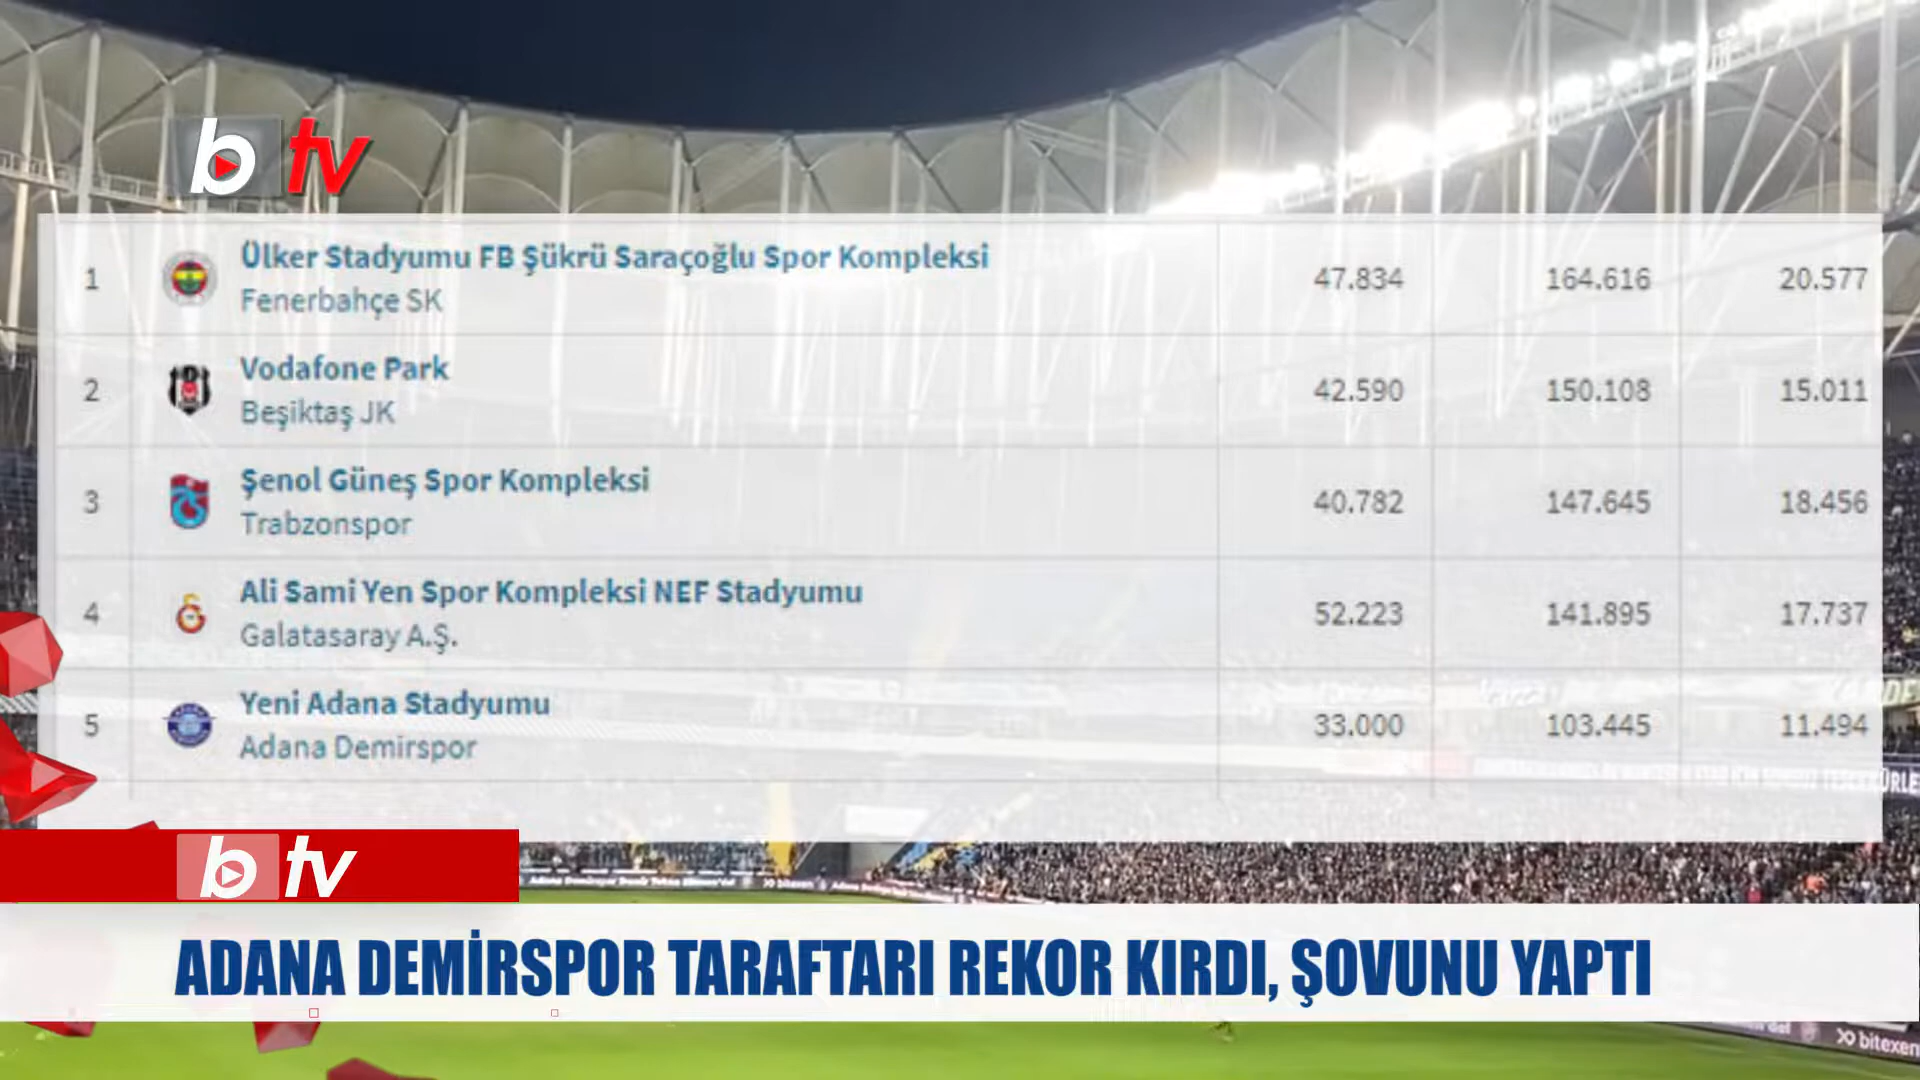 b tv
1 Ülker Stadyumu FB Şükrü Saraçoğlu Spor Kompleksi 47.834 164.616 20.577
Fenerbahçe SK
2 Vodafone Park 42.590 150.108 15.011
Beşiktaş JK
3 Şenol Güneş Spor Kompleksi 40.782 147.645 18.456
Trabzonspor
4 Ali Sami Yen Spor Kompleksi NEF Stadyumu 52.223 141.895 17.737
Galatasaray A.Ş.
5 Yeni Adana Stadyumu 33.000 103.445 11.494
Adana Demirspor
b tv
ADANA DEMİRSPOR TARAFTARI REKOR KIRDI, ŞOVUNU YAPTI
bitexen